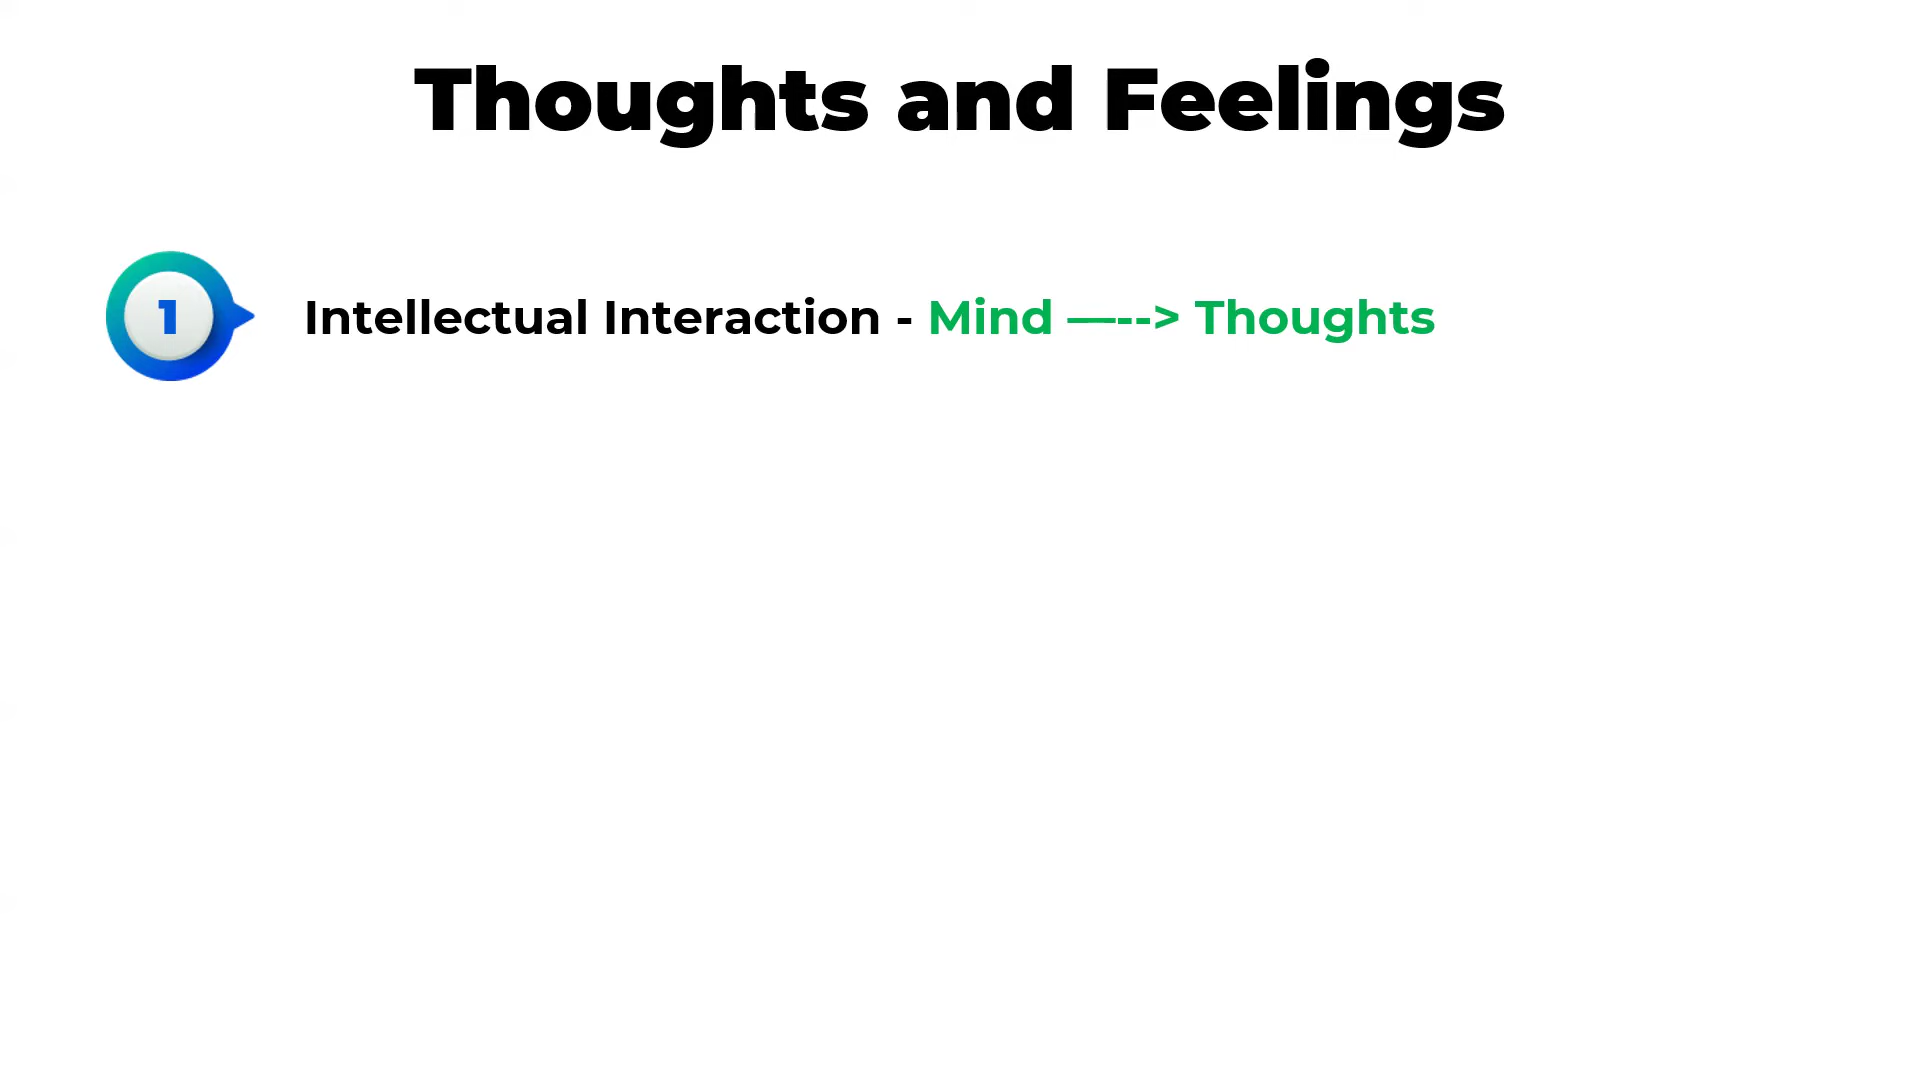 Thoughts and Feelings
1
Intellectual Interaction - Mind —--> Thoughts